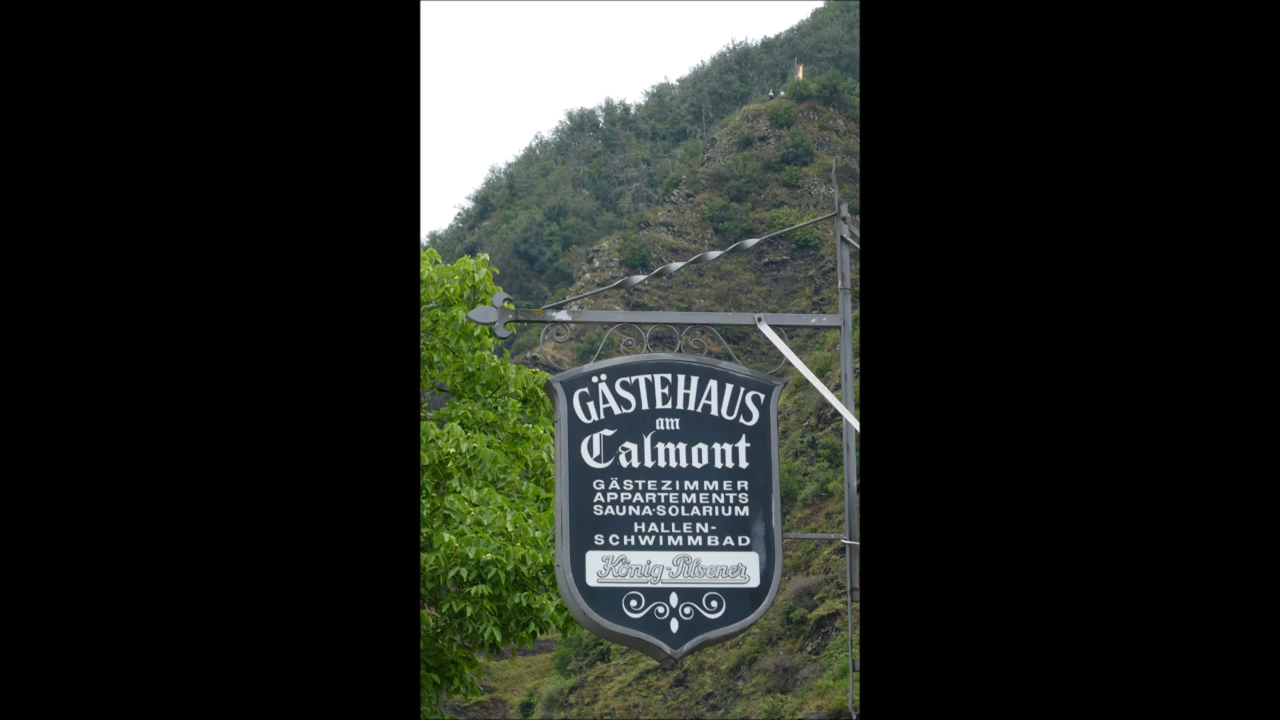 GÄSTEHAUS
am
Calmont
GÄSTEZIMMER
APPARTEMENTS
SAUNA·SOLARIUM
HALLEN-
SCHWIMMBAD
König-Pilsener